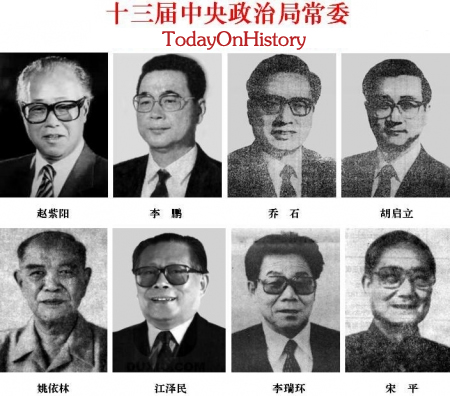 十三届中央政治局常委
TodayOnHistory
赵紫阳 李 鹏 乔 石 胡启立
姚依林 江泽民 李瑞环 宋 平